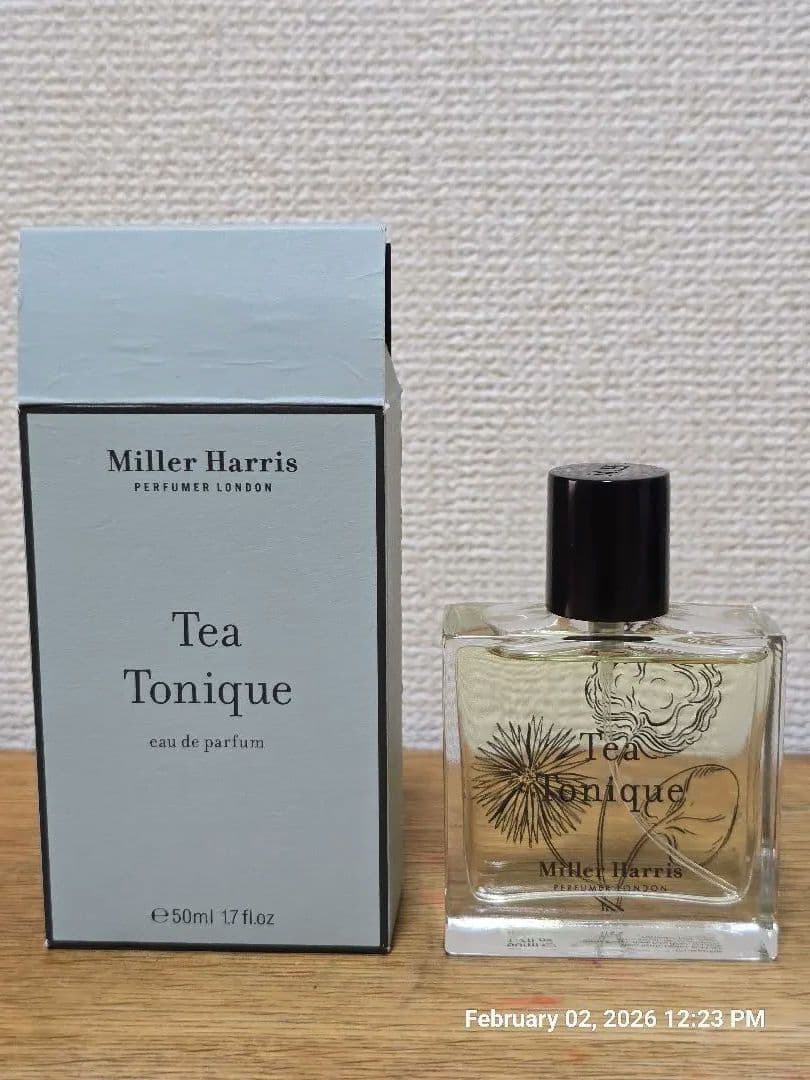 Miller Harris
PERFUMER LONDON
Tea
Tonique
eau de parfum
℮50ml 1.7 fl.oz
Tea
Tonique
Miller Harris
PERFUMER LONDON
February 02, 2026 12:23 PM